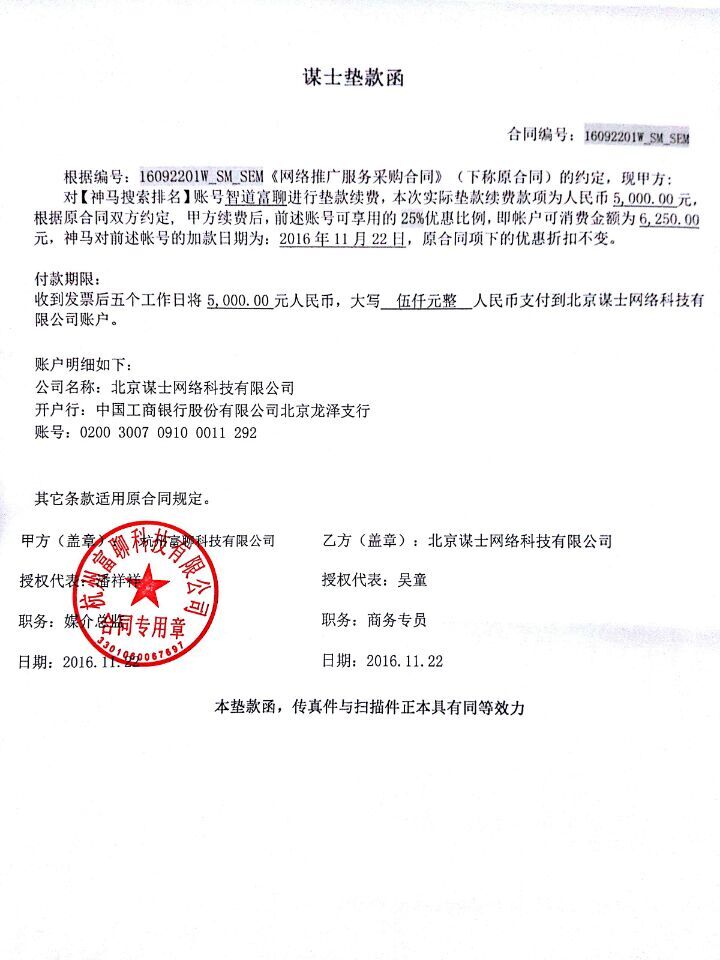 谋士垫款函
合同编号：16092201W_SM_SEM
根据编号：16092201W_SM_SEM《网络推广服务采购合同》（下称原合同）的约定，现甲方：
对【神马搜索排名】账号智道富聊进行垫款续费，本次实际垫款续费款项为人民币 5,000.00 元，
根据原合同双方约定，甲方续费后，前述账号可享用的 25%优惠比例，即帐户可消费金额为 6,250.00
元，神马对前述帐号的加款日期为：2016 年 11 月 22 日，原合同项下的优惠折扣不变。
付款期限：
收到发票后五个工作日将 5,000.00 元人民币，大写 伍仟元整 人民币支付到北京谋士网络科技有
限公司账户。
账户明细如下：
公司名称：北京谋士网络科技有限公司
开户行：中国工商银行股份有限公司北京龙泽支行
账号：0200 3007 0910 0011 292
其它条款适用原合同规定。
甲方（盖章）：杭州富聊科技有限公司 乙方（盖章）：北京谋士网络科技有限公司
授权代表：潘祥祥 授权代表：吴童
职务：媒介总监 职务：商务专员
日期：2016.11.22 日期：2016.11.22
杭州富聊科技有限公司
合同专用章
3301060067697
本垫款函，传真件与扫描件正本具有同等效力